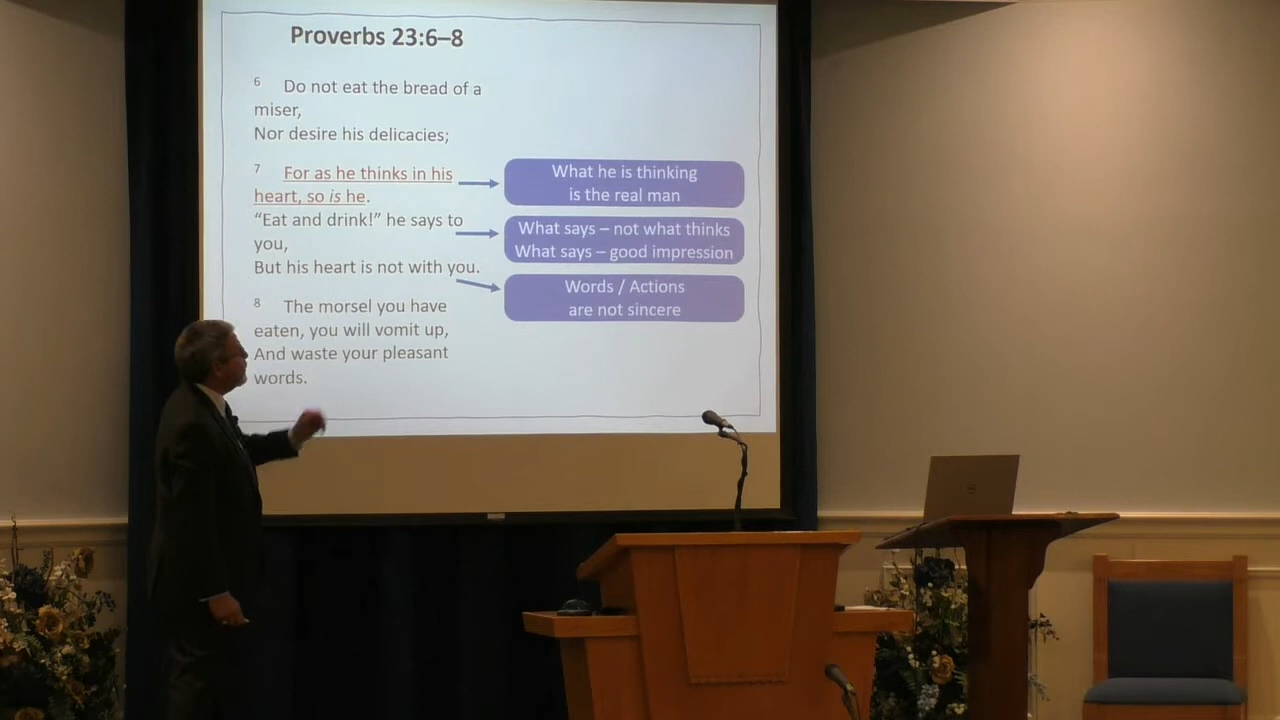 Proverbs 23:6–8
6 Do not eat the bread of a
miser,
Nor desire his delicacies;
7 For as he thinks in his
heart, so is he.
“Eat and drink!” he says to
you,
But his heart is not with you.
8 The morsel you have
eaten, you will vomit up,
And waste your pleasant
words.
What he is thinking
is the real man
What says – not what thinks
What says – good impression
Words / Actions
are not sincere